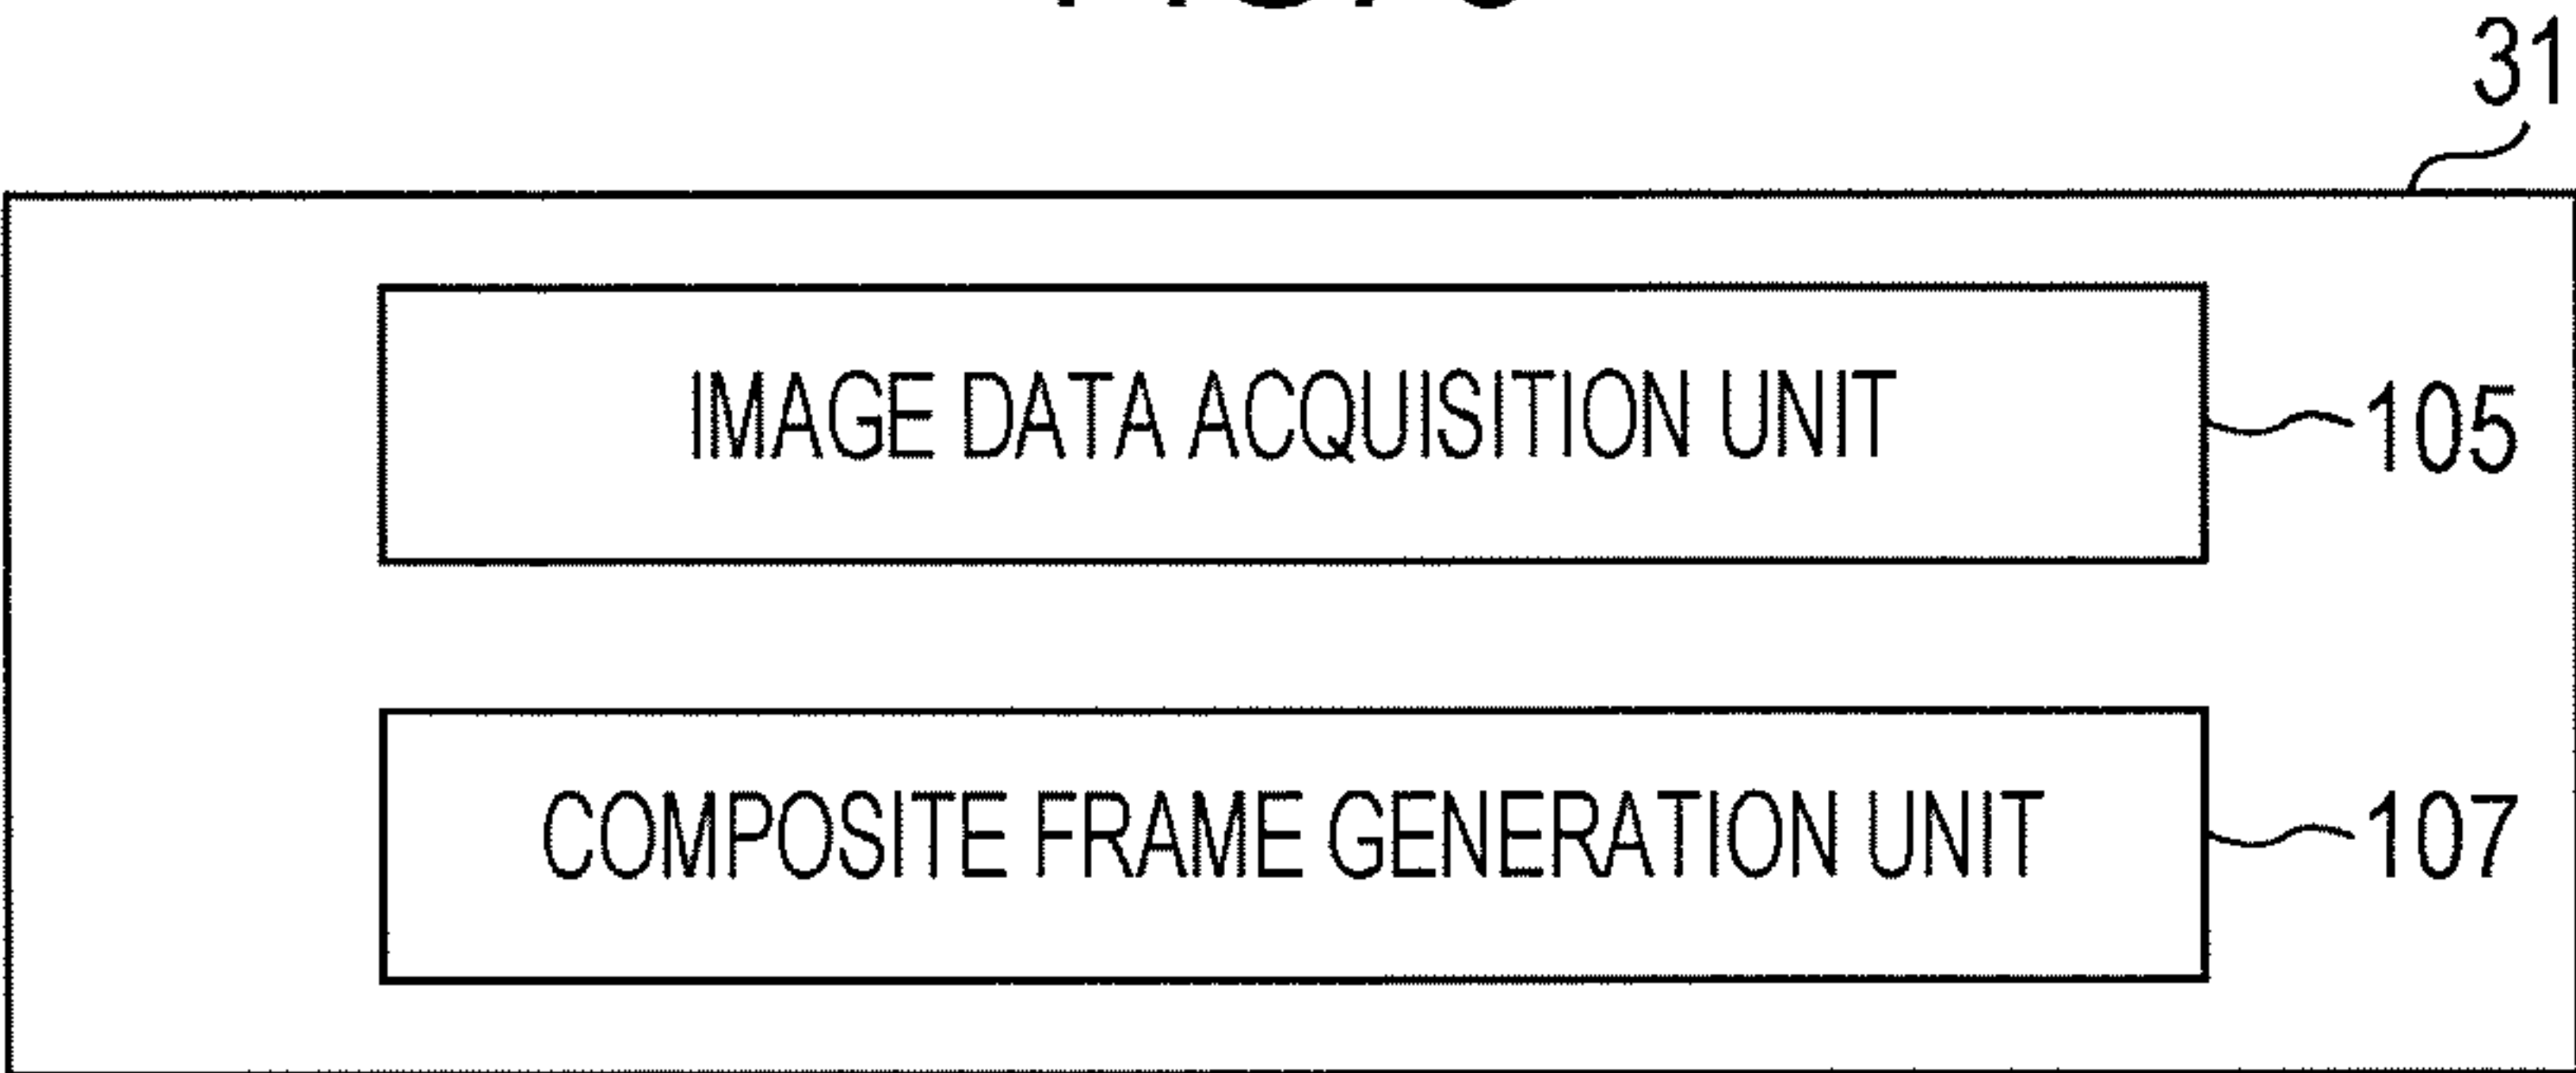 31
IMAGE DATA ACQUISITION UNIT
105
COMPOSITE FRAME GENERATION UNIT
107